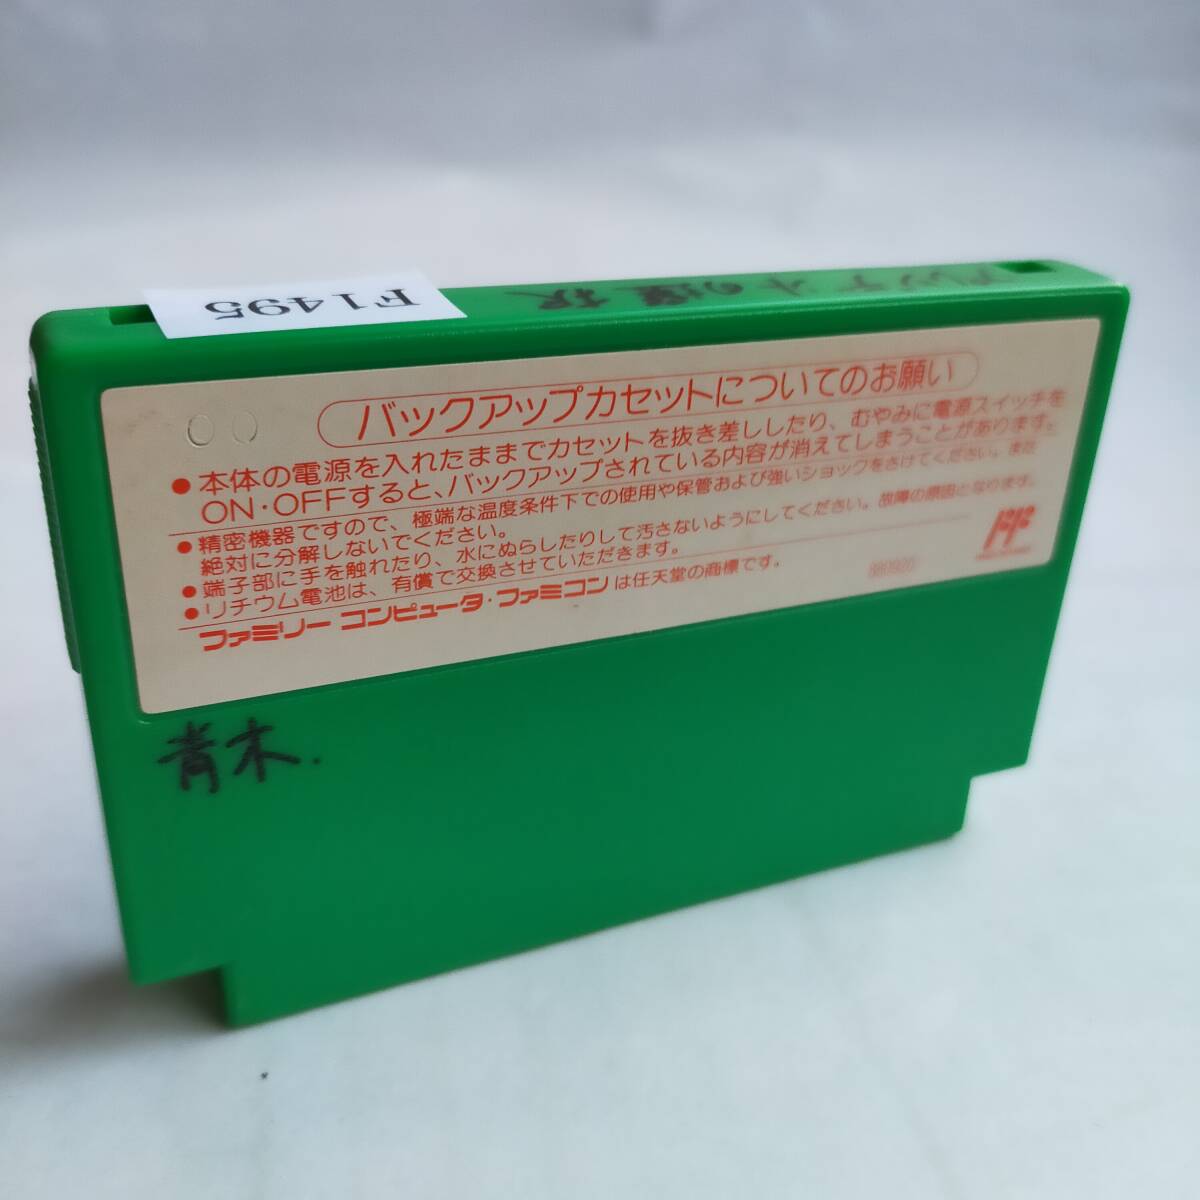 F1495
バックアップカセットについてのお願い
●本体の電源を入れたままでカセットを抜き差ししたり、むやみに電源スイッチを
ON・OFFすると、バックアップされている内容が消えてしまうことがあります。
●精密機器ですので、極端な温度条件下での使用や保管および強いショックをさけてください。また
絶対に分解しないでください。
●端子部に手を触れたり、水にぬらしたりして汚さないようにしてください。故障の原因となります。
●リチウム電池は、有償で交換させていただきます。
ファミリー コンピュータ・ファミコンは任天堂の商標です。
青木.